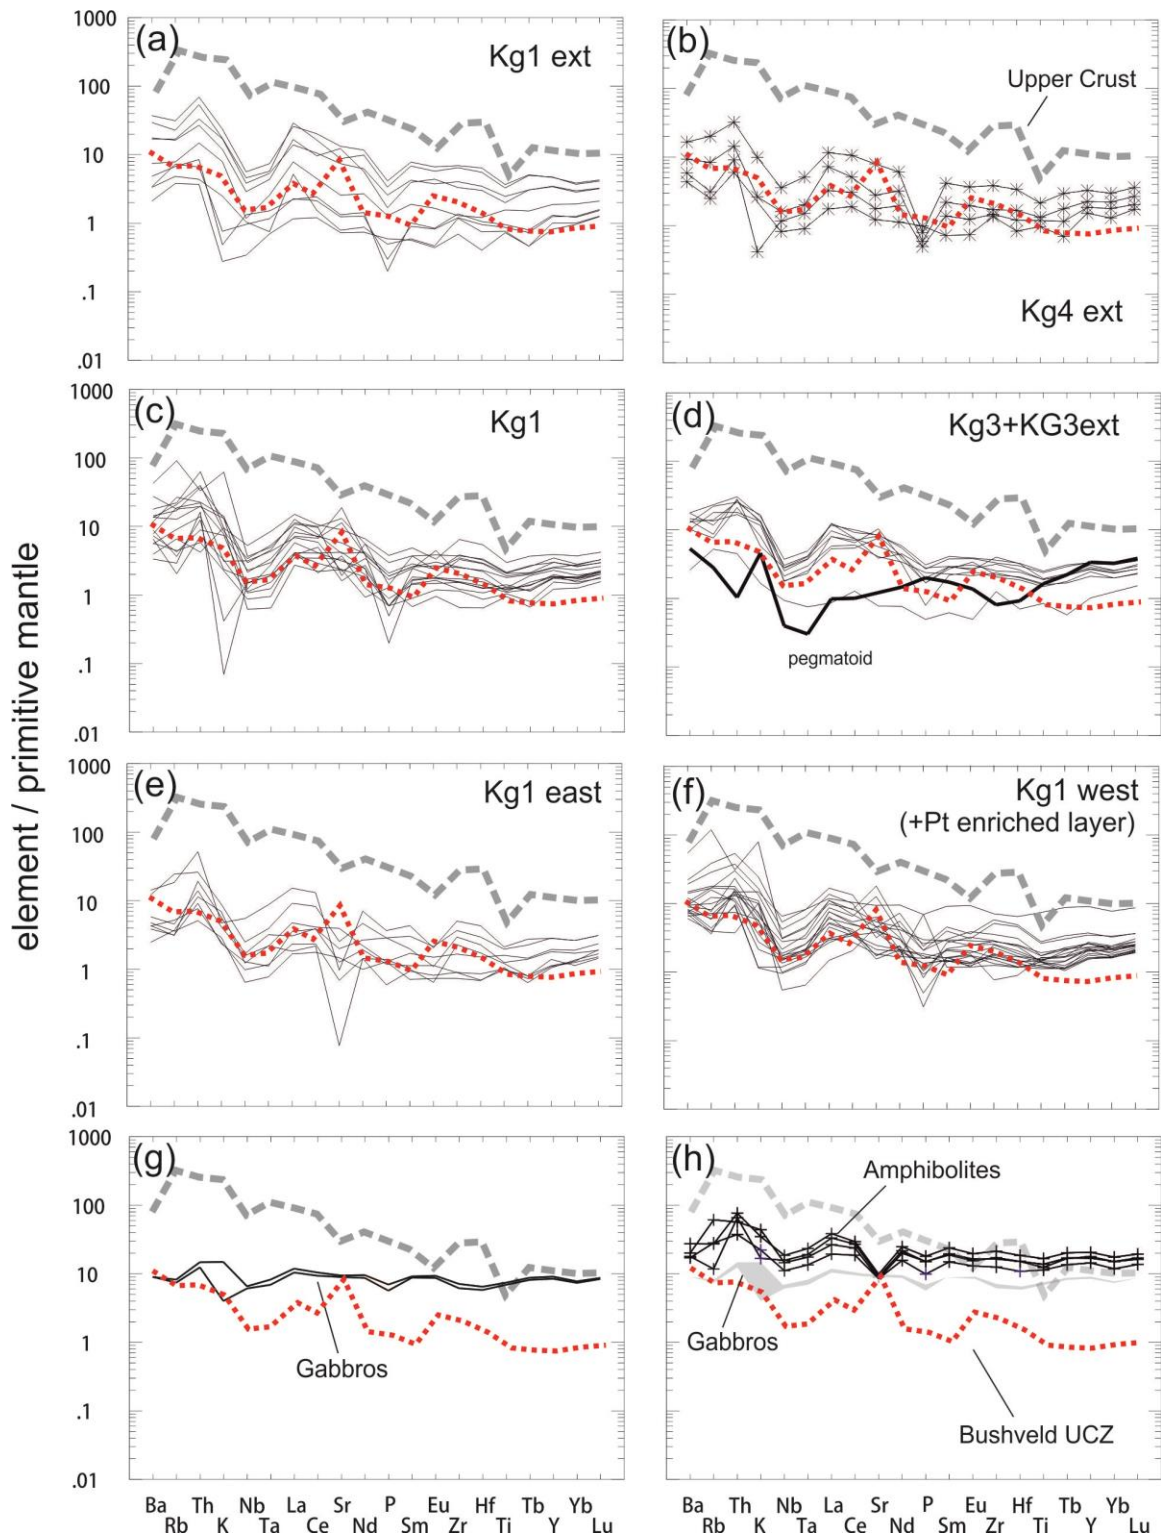 element / primitive mantle
1000
100
10
1
.1
.01
(a)
Kg1 ext
(b)
Upper Crust
Kg4 ext
1000
100
10
1
.1
.01
(c)
Kg1
(d)
Kg3+KG3ext
pegmatoid
1000
100
10
1
.1
.01
(e)
Kg1 east
(f)
Kg1 west
(+Pt enriched layer)
1000
100
10
1
.1
.01
(g)
Gabbros
(h)
Amphibolites
Gabbros
Bushveld UCZ
Ba Th Nb La Sr P Eu Hf Tb Yb
Rb K Ta Ce Nd Sm Zr Ti Y Lu
Ba Th Nb La Sr P Eu Hf Tb Yb
Rb K Ta Ce Nd Sm Zr Ti Y Lu